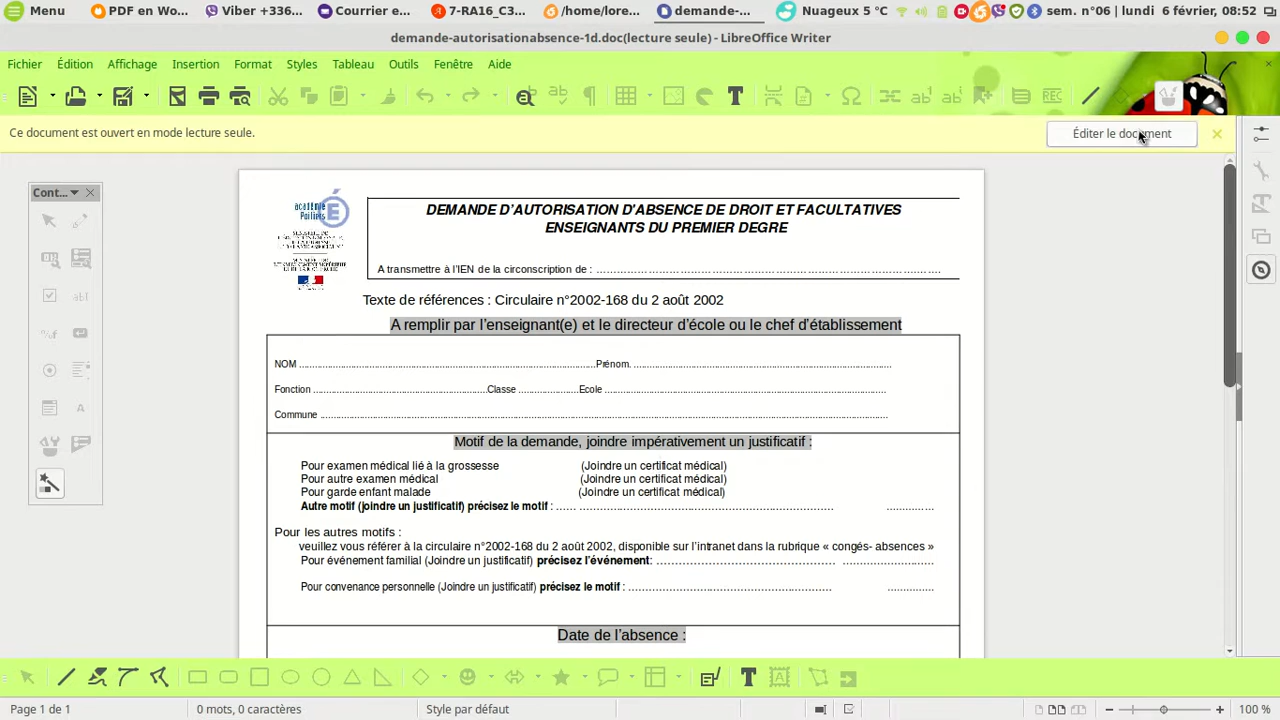 Menu PDF en Wo... Viber +336... Courrier e... 7-RA16_C3... /home/lore... demande-... Nuageux 5 °C sem. n°06 | lundi 6 février, 08:52
demande-autorisationabsence-1d.doc(lecture seule) - LibreOffice Writer
Fichier Édition Affichage Insertion Format Styles Tableau Outils Fenêtre Aide
Ce document est ouvert en mode lecture seule. Éditer le document
Cont...
académie
Poitiers
DEMANDE D'AUTORISATION D'ABSENCE DE DROIT ET FACULTATIVES
ENSEIGNANTS DU PREMIER DEGRE
A transmettre à l'IEN de la circonscription de : ……………………………………………………………………
Texte de références : Circulaire n°2002-168 du 2 août 2002
A remplir par l'enseignant(e) et le directeur d'école ou le chef d'établissement
NOM ........................................Prénom. ........................................
Fonction ........................................Classe ....................Ecole ........................................
Commune ........................................
Motif de la demande, joindre impérativement un justificatif :
Pour examen médical lié à la grossesse (Joindre un certificat médical)
Pour autre examen médical (Joindre un certificat médical)
Pour garde enfant malade (Joindre un certificat médical)
Autre motif (joindre un justificatif) précisez le motif : …… ……………………………………… …………...
Pour les autres motifs :
veuillez vous référer à la circulaire n°2002-168 du 2 août 2002, disponible sur l'intranet dans la rubrique « congés- absences »
Pour événement familial (Joindre un justificatif) précisez l'événement: ……………………………… ………………
Pour convenance personnelle (Joindre un justificatif) précisez le motif : ……………………………… …………...
Date de l'absence :
Page 1 de 1 0 mots, 0 caractères Style par défaut 100 %